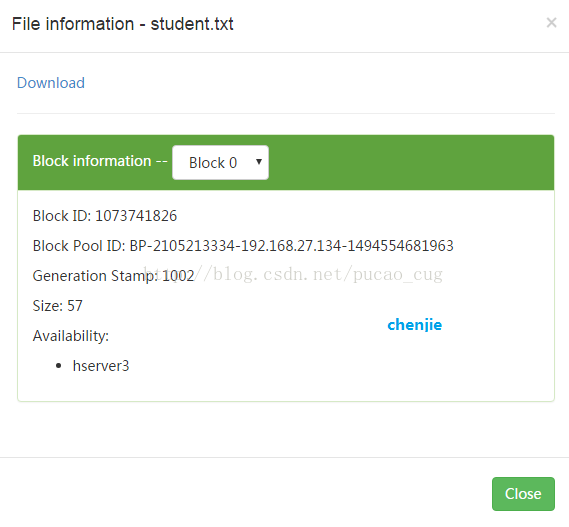 File information - student.txt
×
Download
Block information -- Block 0
Block ID: 1073741826
Block Pool ID: BP-2105213334-192.168.27.134-1494554681963
Generation Stamp: 1002
http://blog.csdn.net/pucao_cug
Size: 57
chenjie
Availability:
hserver3
Close